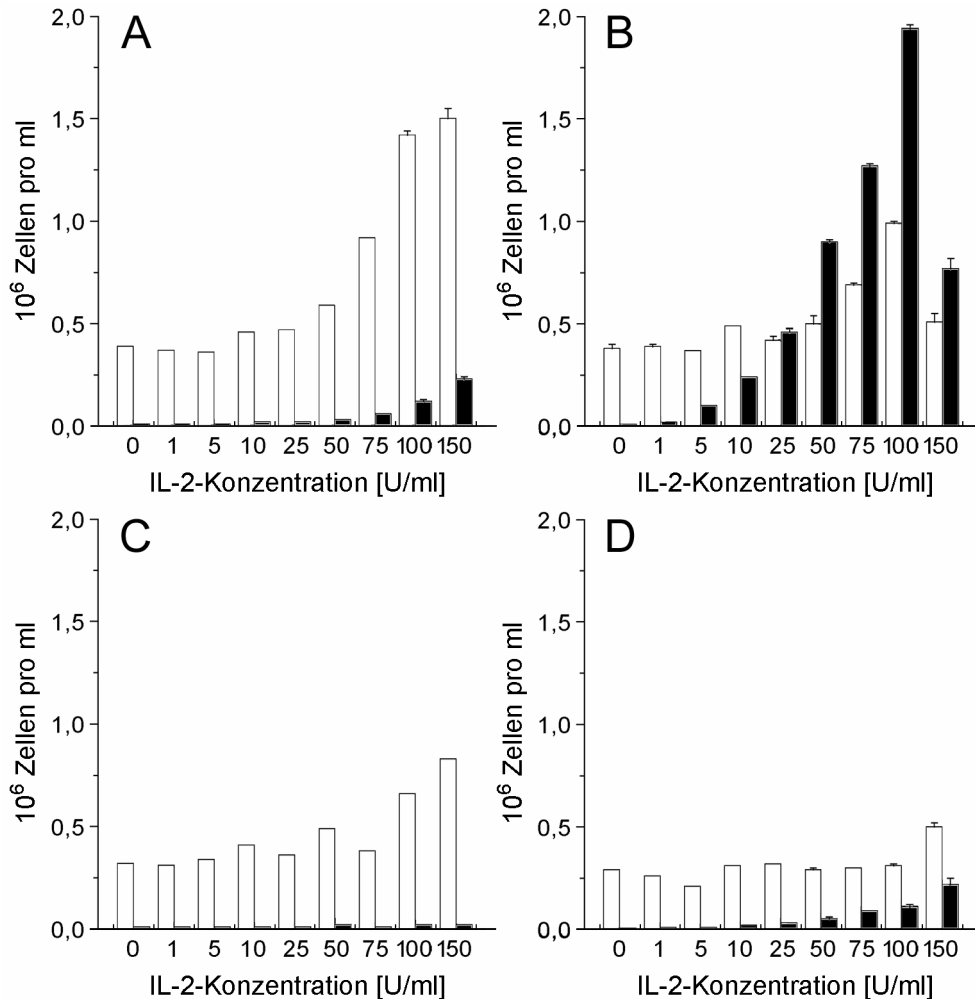 A
10⁶ Zellen pro ml
2,0
1,5
1,0
0,5
0,0
0 1 5 10 25 50 75 100 150
IL-2-Konzentration [U/ml]
B
10⁶ Zellen pro ml
2,0
1,5
1,0
0,5
0,0
0 1 5 10 25 50 75 100 150
IL-2-Konzentration [U/ml]
C
10⁶ Zellen pro ml
2,0
1,5
1,0
0,5
0,0
0 1 5 10 25 50 75 100 150
IL-2-Konzentration [U/ml]
D
10⁶ Zellen pro ml
2,0
1,5
1,0
0,5
0,0
0 1 5 10 25 50 75 100 150
IL-2-Konzentration [U/ml]